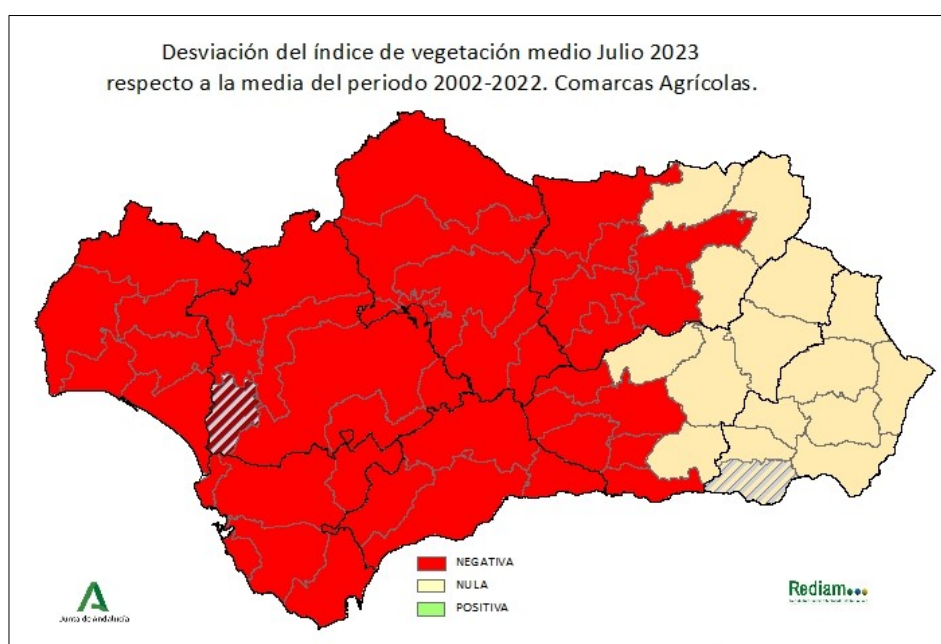 Desviación del índice de vegetación medio Julio 2023
respecto a la media del periodo 2002-2022. Comarcas Agrícolas.
NEGATIVA
NULA
POSITIVA
Junta de Andalucía
Rediam